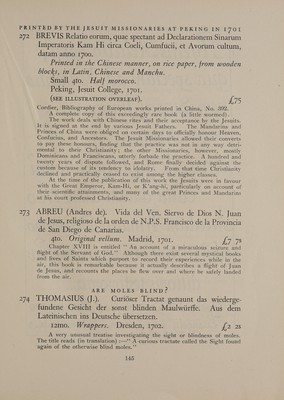 PRINTED BY THE JESUIT MISSIONARIES AT PEKING IN 1701
272 BREVIS Relatio eorum, quae spectant ad Declarationem Sinarum
Imperatoris Kam Hi circa Coeli, Cumfucii, et Avorum cultum,
datam anno 1700.
Printed in the Chinese manner, on rice paper, from wooden
blocks, in Latin, Chinese and Manchu.
Small 4to. Half morocco.
Peking, Jesuit College, 1701.
(SEE ILLUSTRATION OVERLEAF). £75
Cordier, Bibliography of European works printed in China, No.
A complete copy of this exceedingly rare book (a little wormed).
The work deals with Chinese rites and their acceptance by the Jesuits.
It is signed at the end by various Jesuit Fathers. The Mandarins and
Princes of China were obliged on certain days to officially honour Heaven,
Confucius, and Ancestors. The Jesuit Missionaries allowed their converts
to pay these honours, finding that the practice was not in any way detri-
mental to their Christianity; the other Missionaries, however, mostly
Dominicans and Franciscans, utterly forbade the practice. A hundred and
twenty years of dispute followed, and Rome finally decided against the
custom because of its tendency to idolatry. From that time Christianity
declined and practically ceased to exist among the higher classes.
At the time of the publication of this work the Jesuits were in favour
with the Great Emperor, Kam-Hi, or K'ang-hi, particularly on account of
their scientific attainments, and many of the great Princes and Mandarins
at his court professed Christianity.
273 ABREU (Andres de). Vida del Ven. Siervo de Dios N. Juan
de Jesus, religioso de la orden de N.P.S. Francisco de la Provincia
de San Diego de Canarias.
4to. Original vellum. Madrid, 1701. £7 7s
Chapter XVIII is entitled "An account of a miraculous seizure and
flight of the Servant of God." Although there exist several mystical books
and lives of Saints which purport to record their experiences while in the
air, this book is remarkable because it actually describes a flight of Juan
de Jesus, and recounts the places he flew over and where he safely landed
from the air.
ARE MOLES BLIND?
274 THOMASIUS (J.). Curiöser Tractat genaunt das wiederge-
fundene Gesicht der sonst blinden Maulwürffe. Aus dem
Lateinischen ins Deutsche übersetzen.
12mo. Wrappers. Dresden, 1702. £2 2s
A very unusual treatise investigating the sight or blindness of moles.
The title reads (in translation) :—"A curious tractate called the Sight found
again of the otherwise blind moles."
145